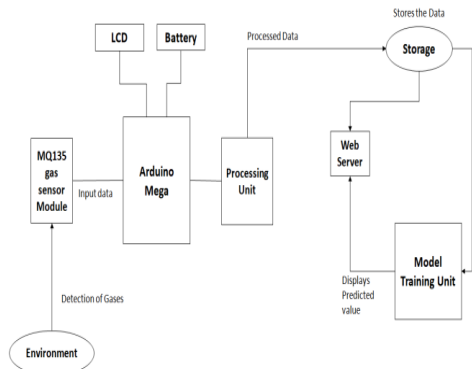 Stores the Data
LCD
Battery
Processed Data
Storage
MQ135
gas
sensor
Module
Input data
Arduino
Mega
Processing
Unit
Web
Server
Model
Training Unit
Displays
Predicted
value
Detection of Gases
Environment